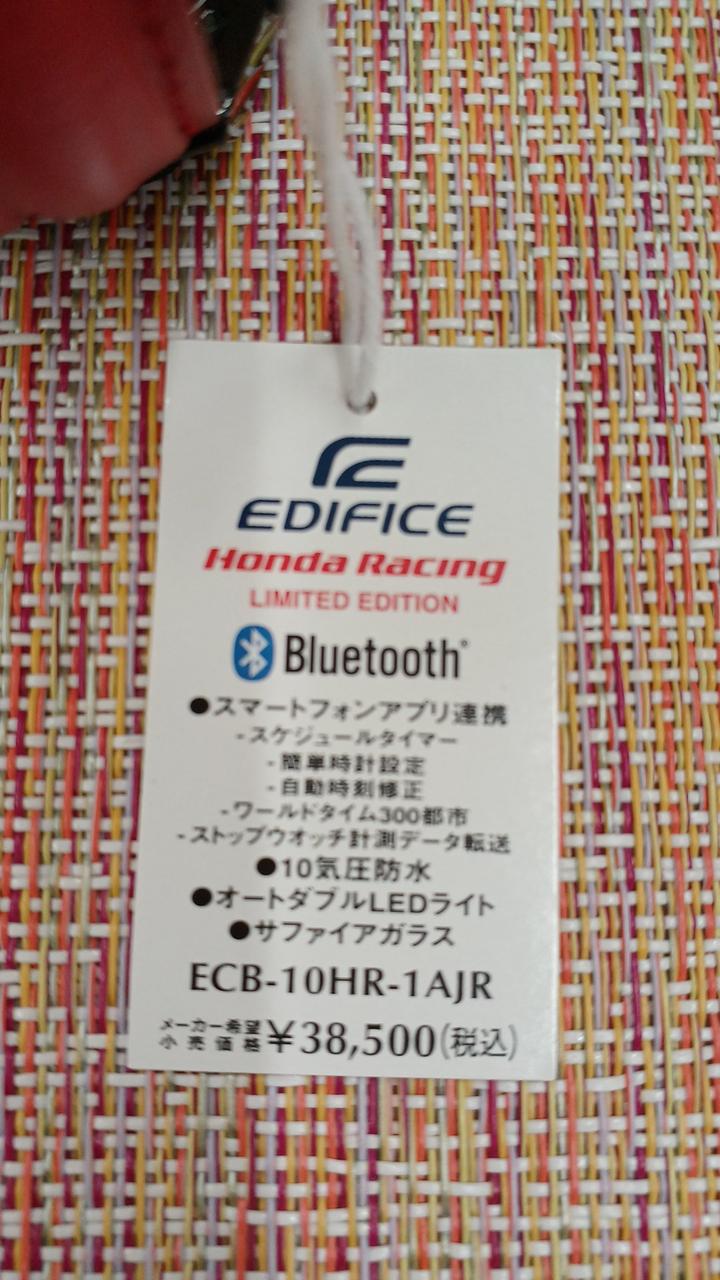 EDIFICE
Honda Racing
LIMITED EDITION
Bluetooth®
●スマートフォンアプリ連携
-スケジュールタイマー
-簡単時計設定
-自動時刻修正
-ワールドタイム300都市
-ストップウオッチ計測データ転送
●10気圧防水
●オートダブルLEDライト
●サファイアガラス
ECB-10HR-1AJR
メーカー希望
小売価格 ¥38,500(税込)